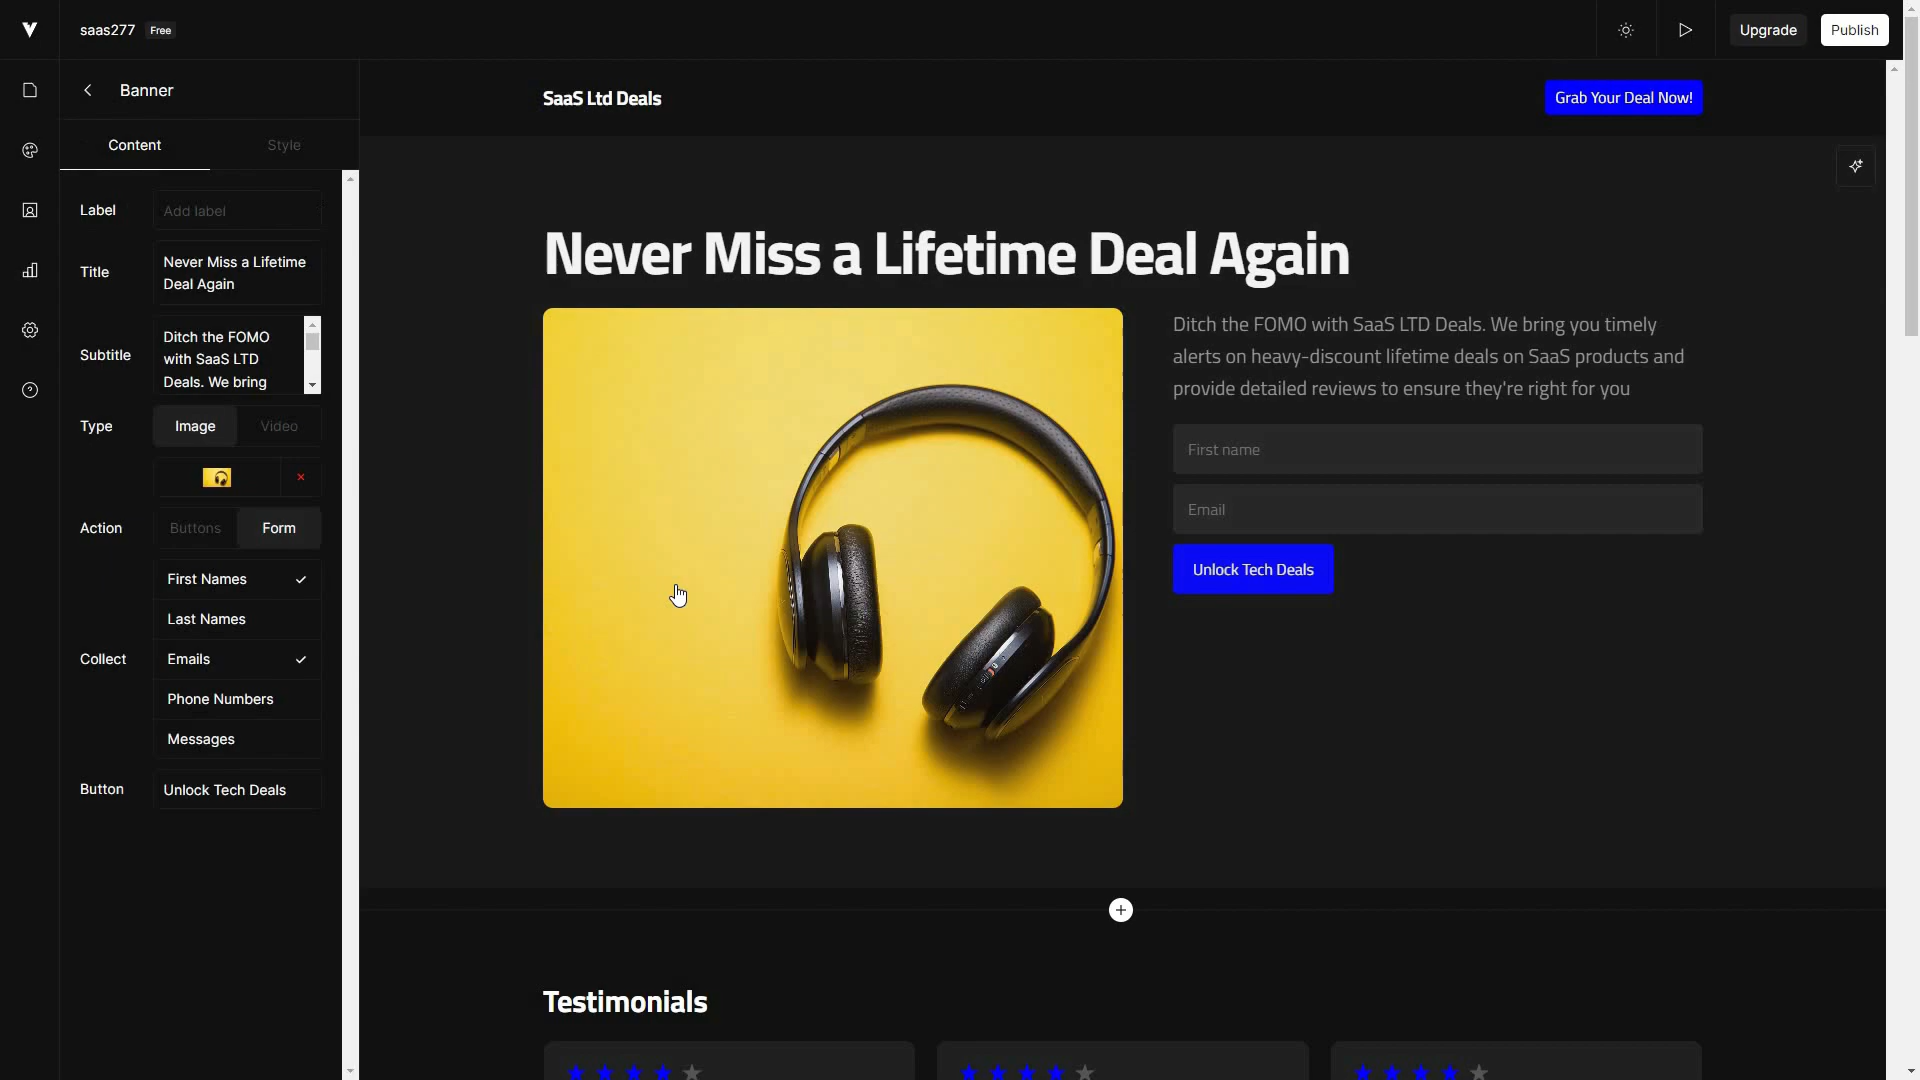 saas277
Free
Upgrade
Publish
Banner
Content
Style
Label
Add label
Title
Never Miss a Lifetime
Deal Again
Subtitle
Ditch the FOMO
with SaaS LTD
Deals. We bring
Type
Image
Video
Action
Buttons
Form
Collect
First Names
Last Names
Emails
Phone Numbers
Messages
Button
Unlock Tech Deals
SaaS Ltd Deals
Grab Your Deal Now!
Never Miss a Lifetime Deal Again
Ditch the FOMO with SaaS LTD Deals. We bring you timely
alerts on heavy-discount lifetime deals on SaaS products and
provide detailed reviews to ensure they're right for you
First name
Email
Unlock Tech Deals
Testimonials